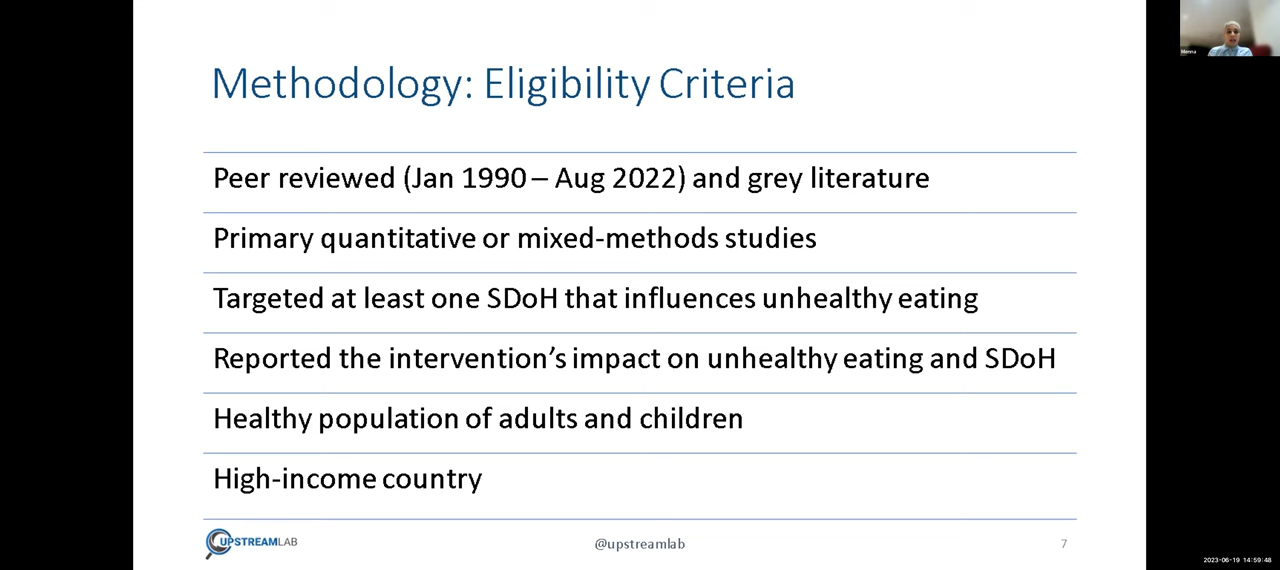 Menna
Methodology: Eligibility Criteria
Peer reviewed (Jan 1990 – Aug 2022) and grey literature
Primary quantitative or mixed-methods studies
Targeted at least one SDoH that influences unhealthy eating
Reported the intervention’s impact on unhealthy eating and SDoH
Healthy population of adults and children
High-income country
UPSTREAMLAB
@upstreamlab
7
2023-06-19 14:59:48